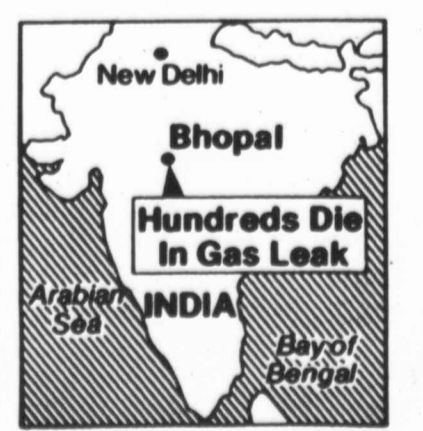 New Delhi
Bhopal
Hundreds Die
In Gas Leak
Arabian
Sea
INDIA
Bay of
Bengal